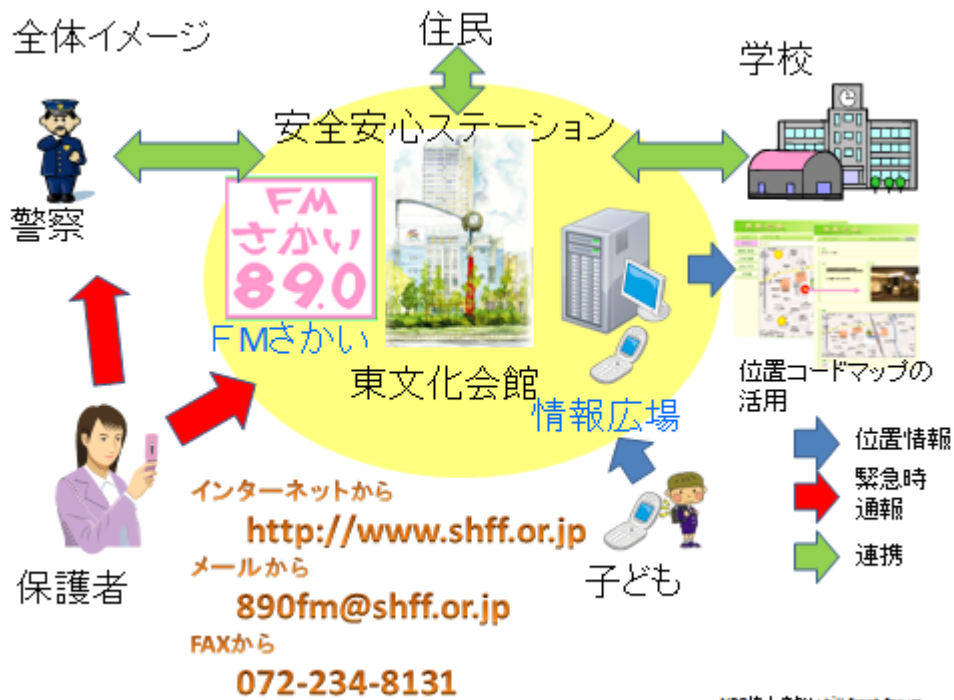 全体イメージ
住民
学校
安全安心ステーション
警察
FM
さかい
89.0
FMさかい
東文化会館
情報広場
位置コードマップの
活用
位置情報
緊急時
通報
連携
保護者
インターネットから
http://www.shff.or.jp
メールから
890fm@shff.or.jp
FAXから
072-234-8131
子ども